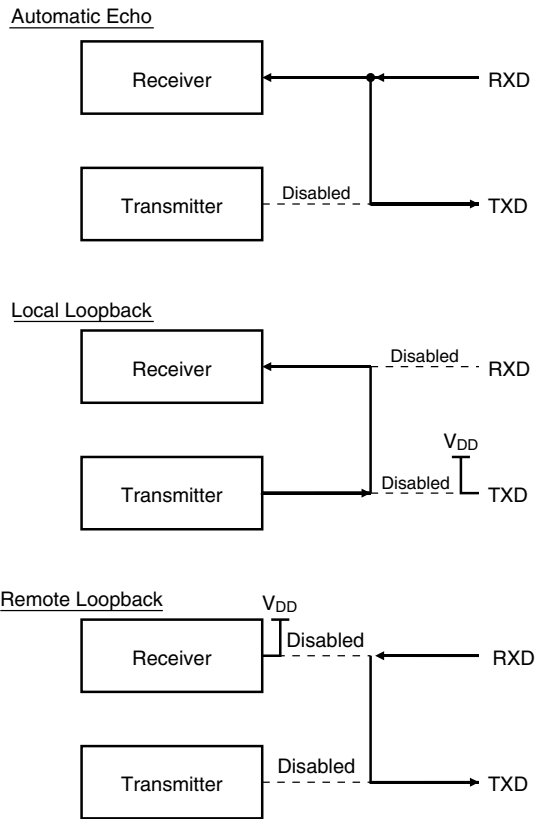 Automatic Echo
Receiver
RXD
Transmitter
Disabled
TXD
Local Loopback
Receiver
Disabled
RXD
VDD
Transmitter
Disabled
TXD
Remote Loopback
VDD
Receiver
Disabled
RXD
Transmitter
Disabled
TXD